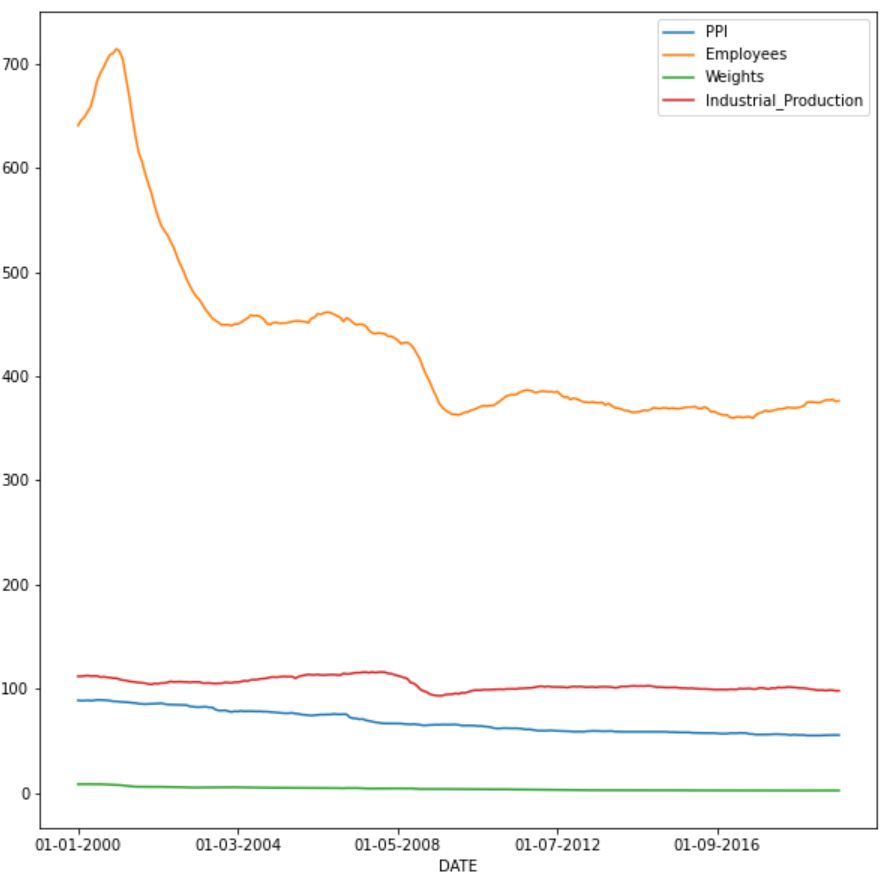 PPI
Employees
Weights
Industrial_Production
700
600
500
400
300
200
100
0
01-01-2000 01-03-2004 01-05-2008 01-07-2012 01-09-2016
DATE